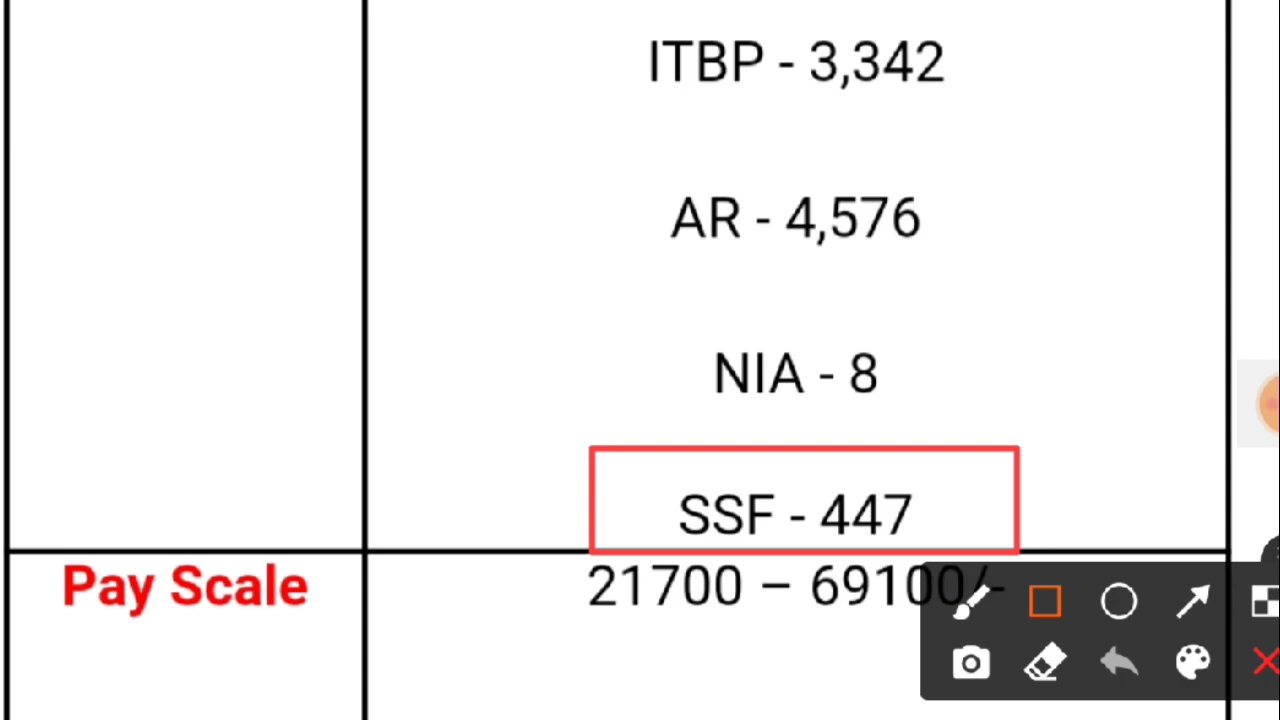 ITBP - 3,342
AR - 4,576
NIA - 8
SSF - 447
Pay Scale
21700 – 69100/-